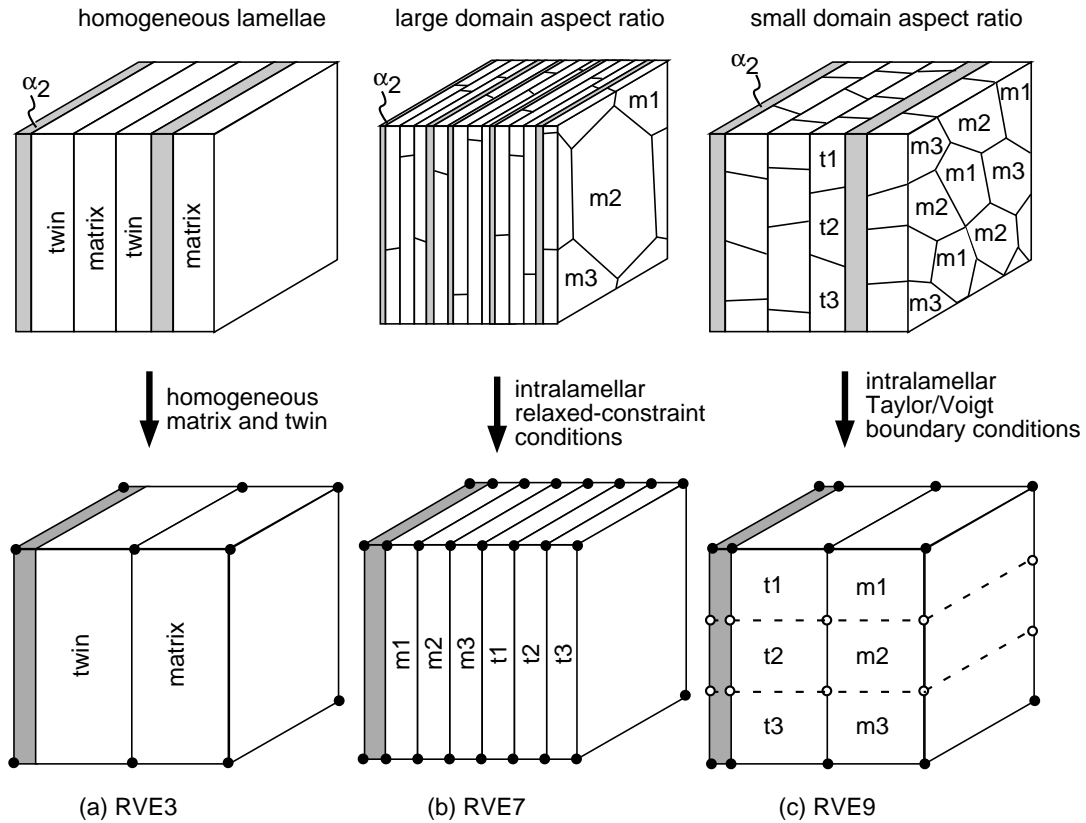 homogeneous lamellae
large domain aspect ratio
small domain aspect ratio
α2
twin
matrix
twin
matrix
α2
m1
m2
m3
α2
t1
t2
t3
m3
m2
m1
m1
m3
m2
m1
m2
m3
homogeneous
matrix and twin
intralamellar
relaxed-constraint
conditions
intralamellar
Taylor/Voigt
boundary conditions
twin
matrix
m1
m2
m3
t1
t2
t3
t1
m1
t2
m2
t3
m3
(a) RVE3
(b) RVE7
(c) RVE9